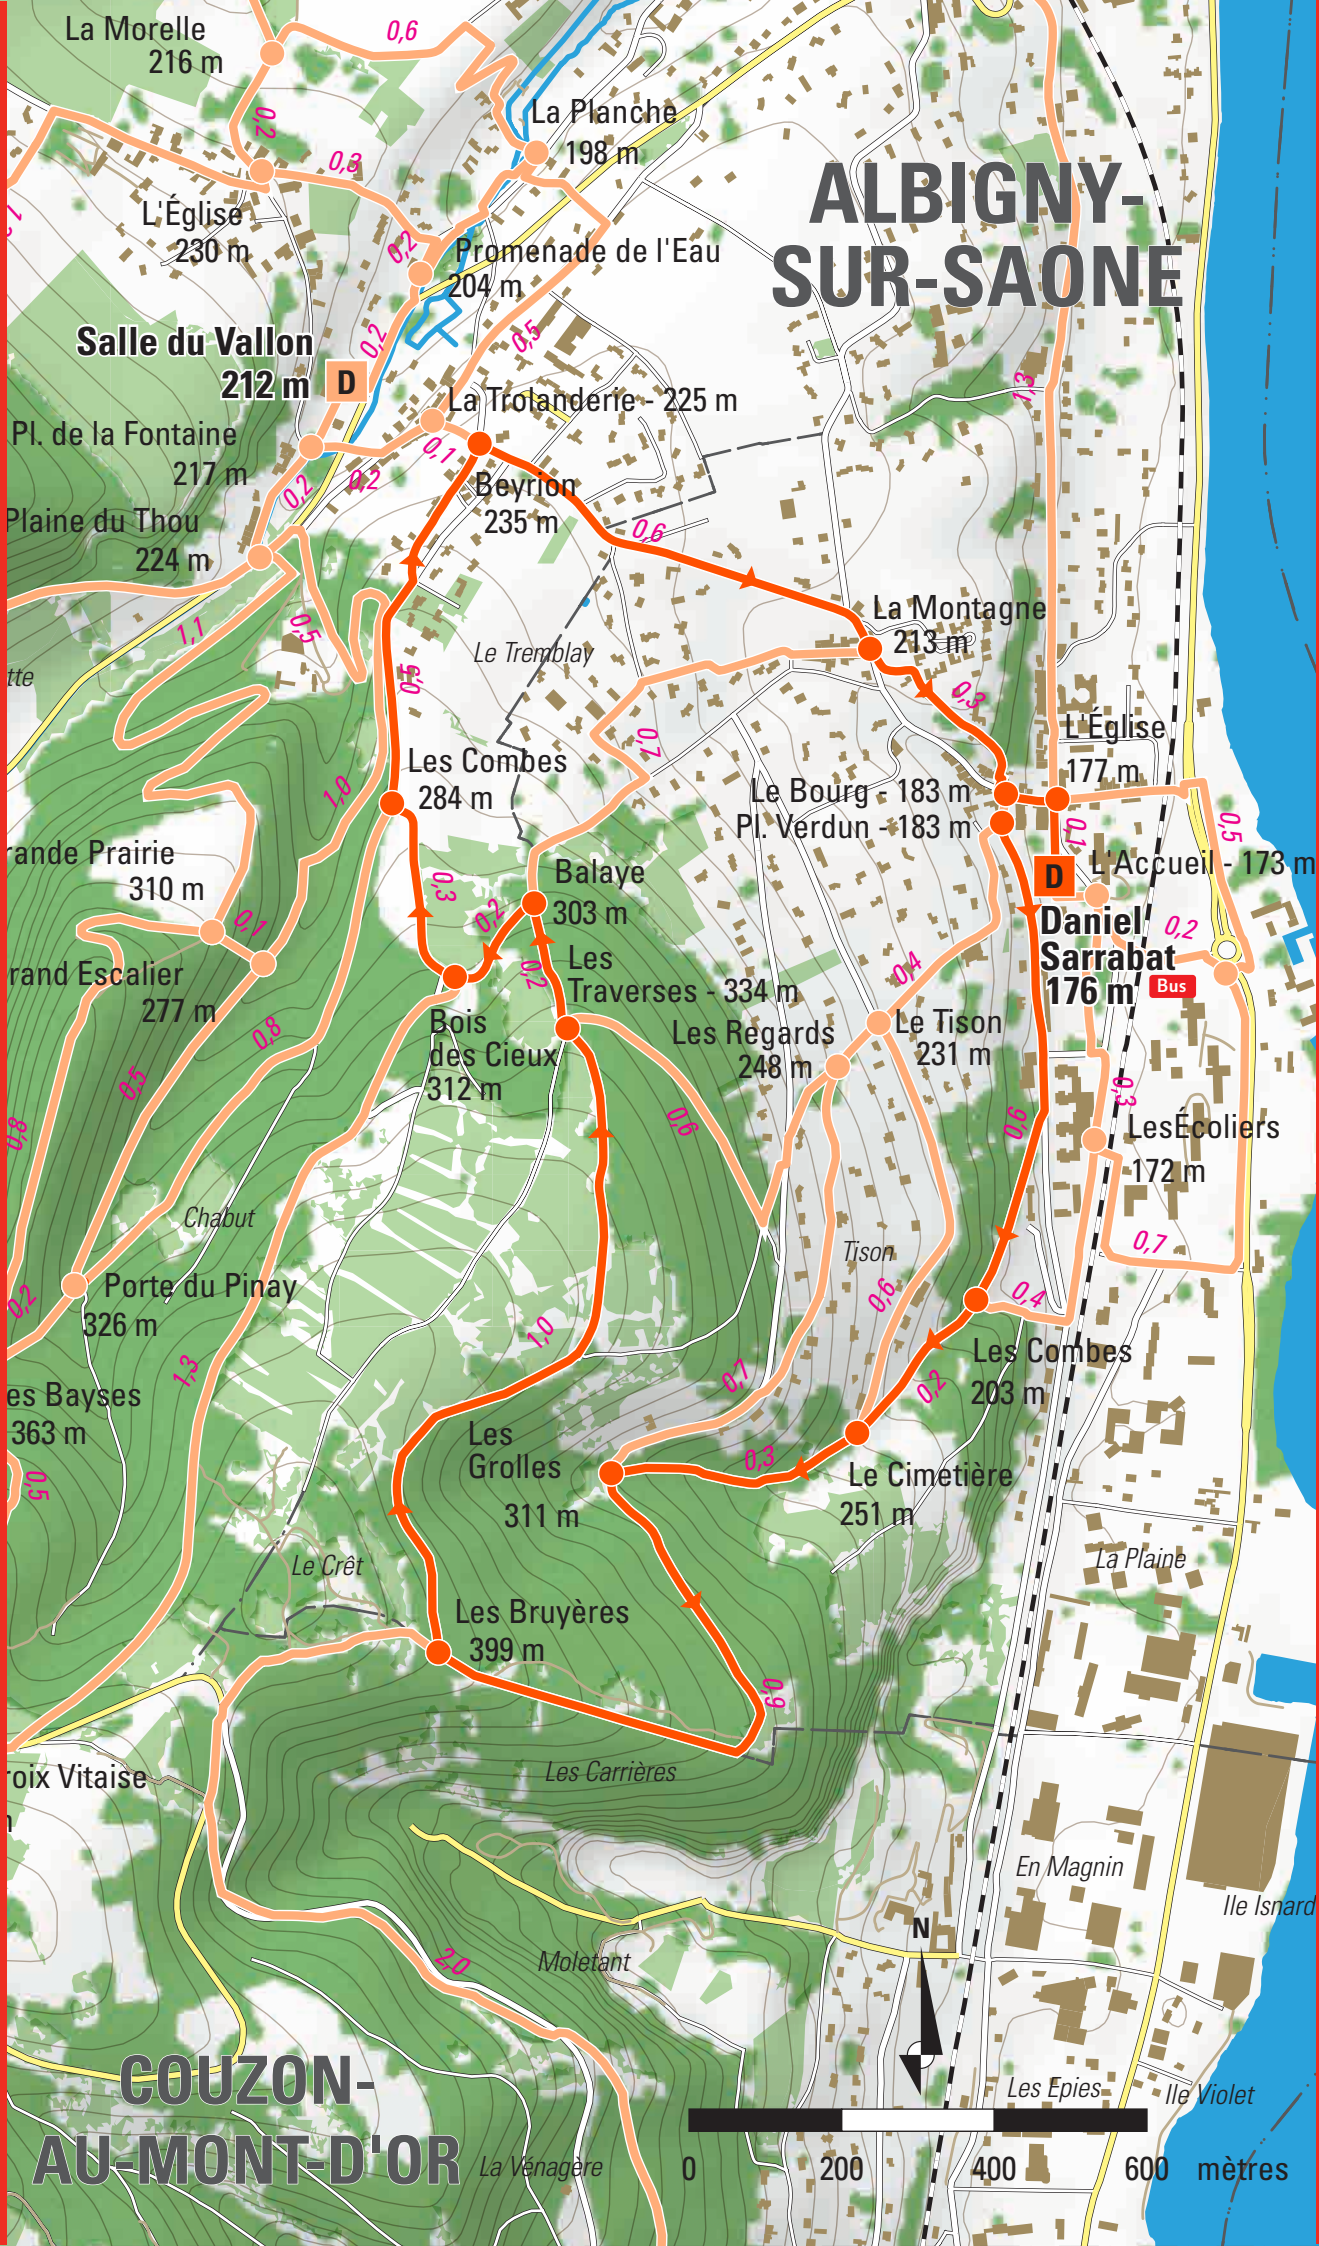 La Morelle
216 m
0,6
La Planche
198 m
0,2
0,3
L'Église
230 m
0,2
Promenade de l'Eau
204 m
ALBIGNY-
SUR-SAONE
Salle du Vallon
212 m
D
0,2
0,5
1,3
La Trolanderie - 225 m
Pl. de la Fontaine
217 m
0,1
0,2
0,2
Beyrion
235 m
Plaine du Thou
224 m
0,6
1,1
0,5
La Montagne
213 m
Le Tremblay
tte
0,5
0,3
0,7
L'Église
177 m
Les Combes
284 m
1,0
Le Bourg - 183 m
Pl. Verdun - 183 m
0,1
0,5
rande Prairie
310 m
D
L'Accueil - 173 m
Balaye
303 m
0,3
0,2
0,1
Daniel
Sarrabat
176 m
Bus
0,2
rand Escalier
277 m
Les
Traverses - 334 m
0,2
0,4
Bois
des Cieux
312 m
Les Regards
248 m
Le Tison
231 m
0,8
0,5
0,8
0,6
0,6
0,3
LesÉcoliers
172 m
Chabut
Tison
0,7
Porte du Pinay
326 m
0,2
0,6
0,4
1,0
1,3
0,7
Les Combes
203 m
0,2
es Bayses
363 m
0,5
Les
Grolles
311 m
0,3
Le Cimetière
251 m
Le Crêt
La Plaine
Les Bruyères
399 m
0,9
Les Carrières
roix Vitaise
En Magnin
Ile Isnard
N
2,0
Moletant
COUZON-
AU-MONT-D'OR
Les Epies
Ile Violet
La Vénagère
0 200 400 600 mètres